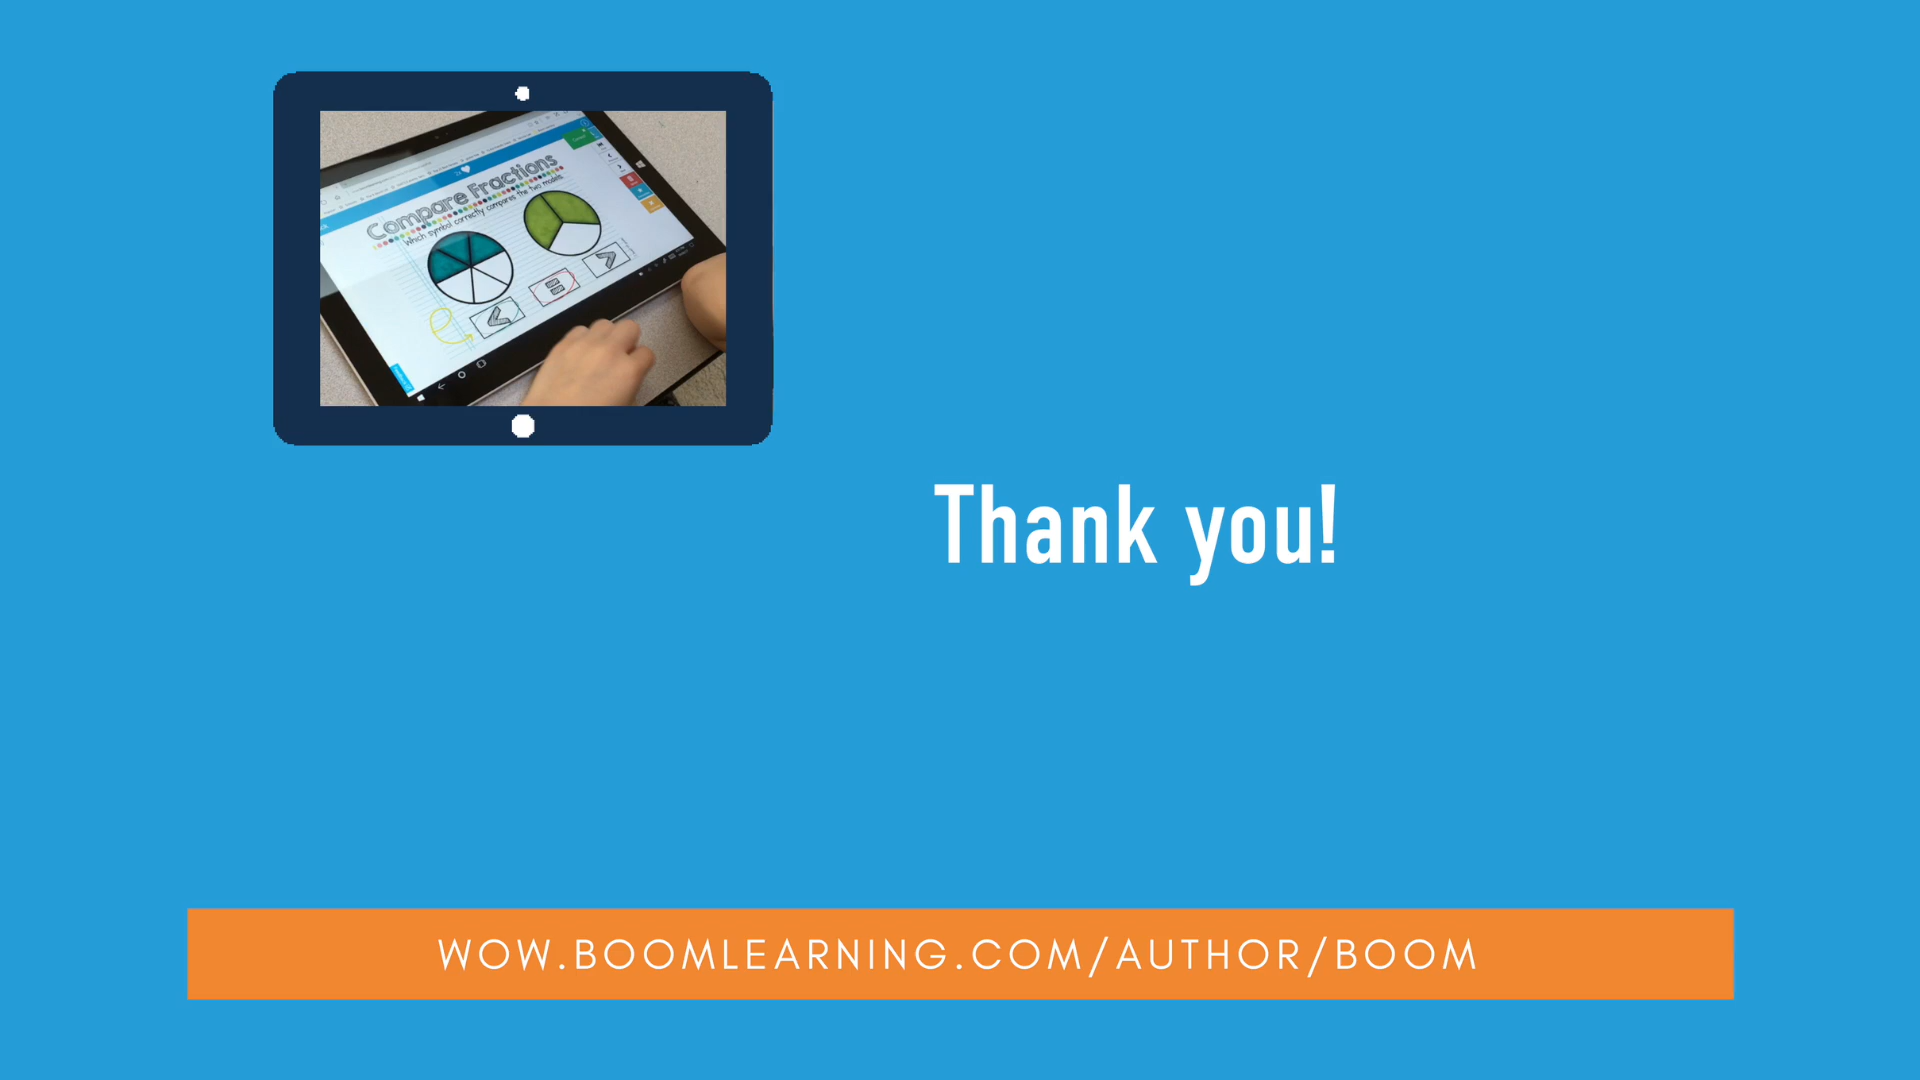 Compare Fractions
Which symbol correctly compares the two models.
<
=
>
Thank you!
WOW.BOOMLEARNING.COM/AUTHOR/BOOM